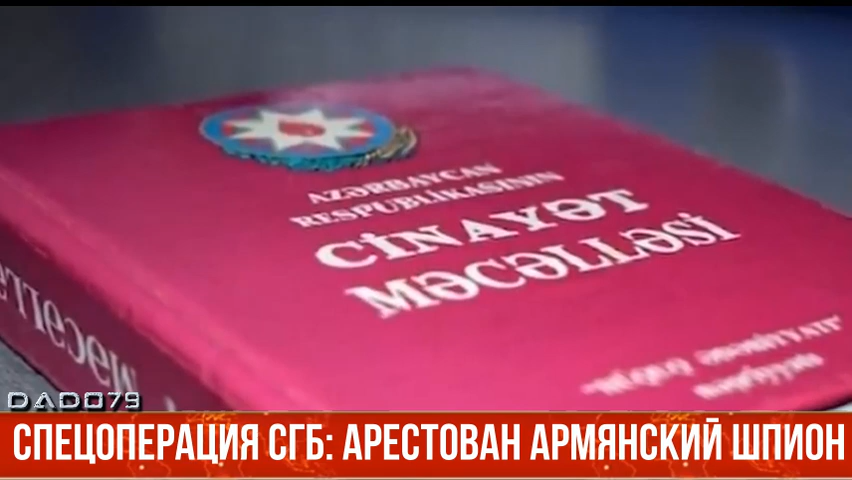 AZƏRBAYCAN
RESPUBLİKASININ
CİNAYƏT
MƏCƏLLƏSİ
DADO79
СПЕЦОПЕРАЦИЯ СГБ: АРЕСТОВАН АРМЯНСКИЙ ШПИОН